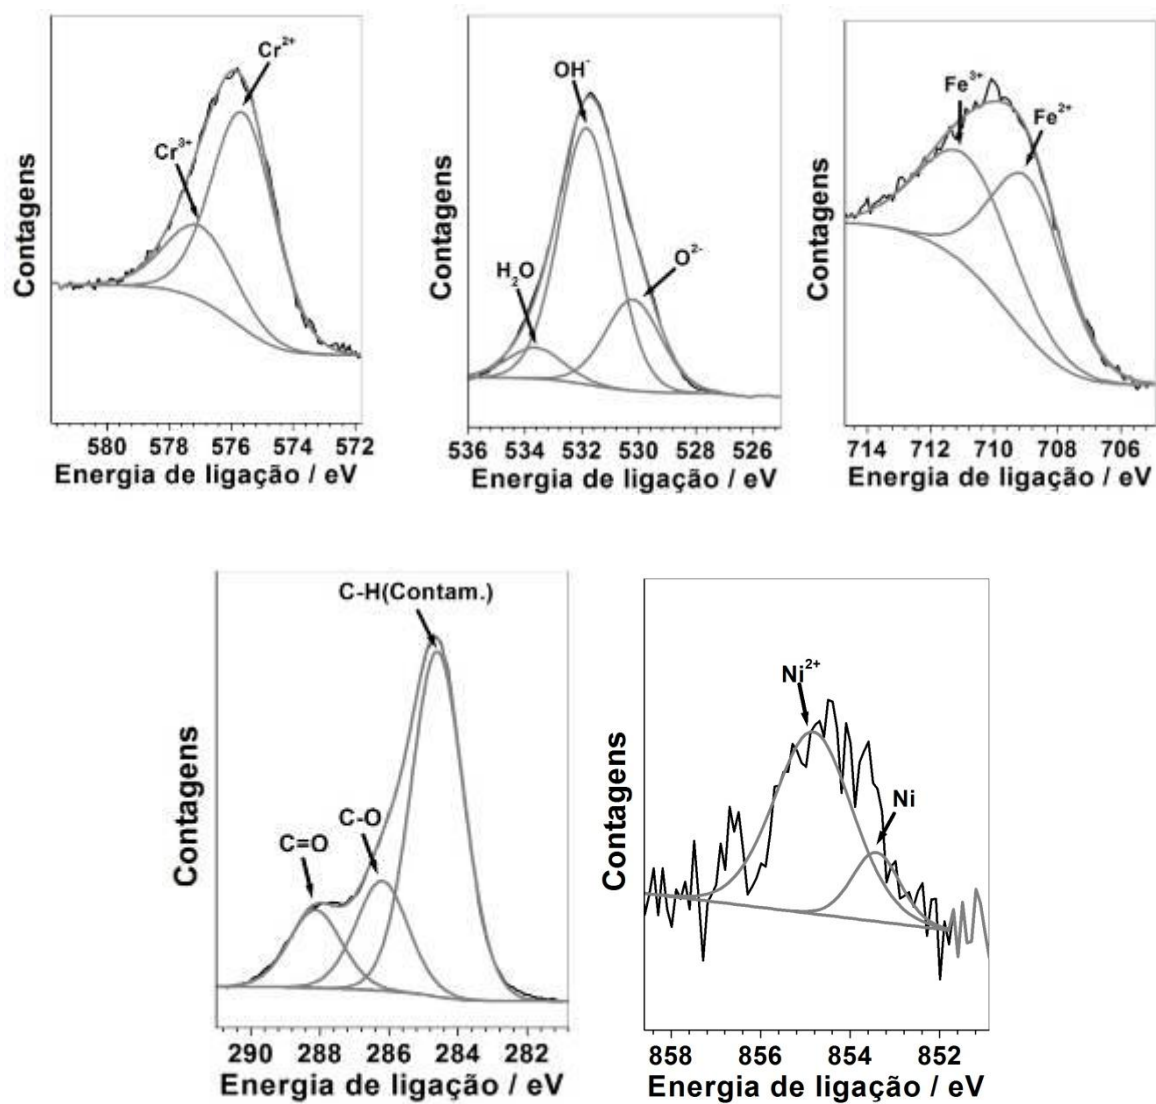 Contagens
Cr2+
Cr3+
580 578 576 574 572
Energia de ligação / eV
Contagens
OH-
H2O
O2-
536 534 532 530 528 526
Energia de ligação / eV
Contagens
Fe3+
Fe2+
714 712 710 708 706
Energia de ligação / eV
Contagens
C-H(Contam.)
C=O
C-O
290 288 286 284 282
Energia de ligação / eV
Contagens
Ni2+
Ni
858 856 854 852
Energia de ligação / eV